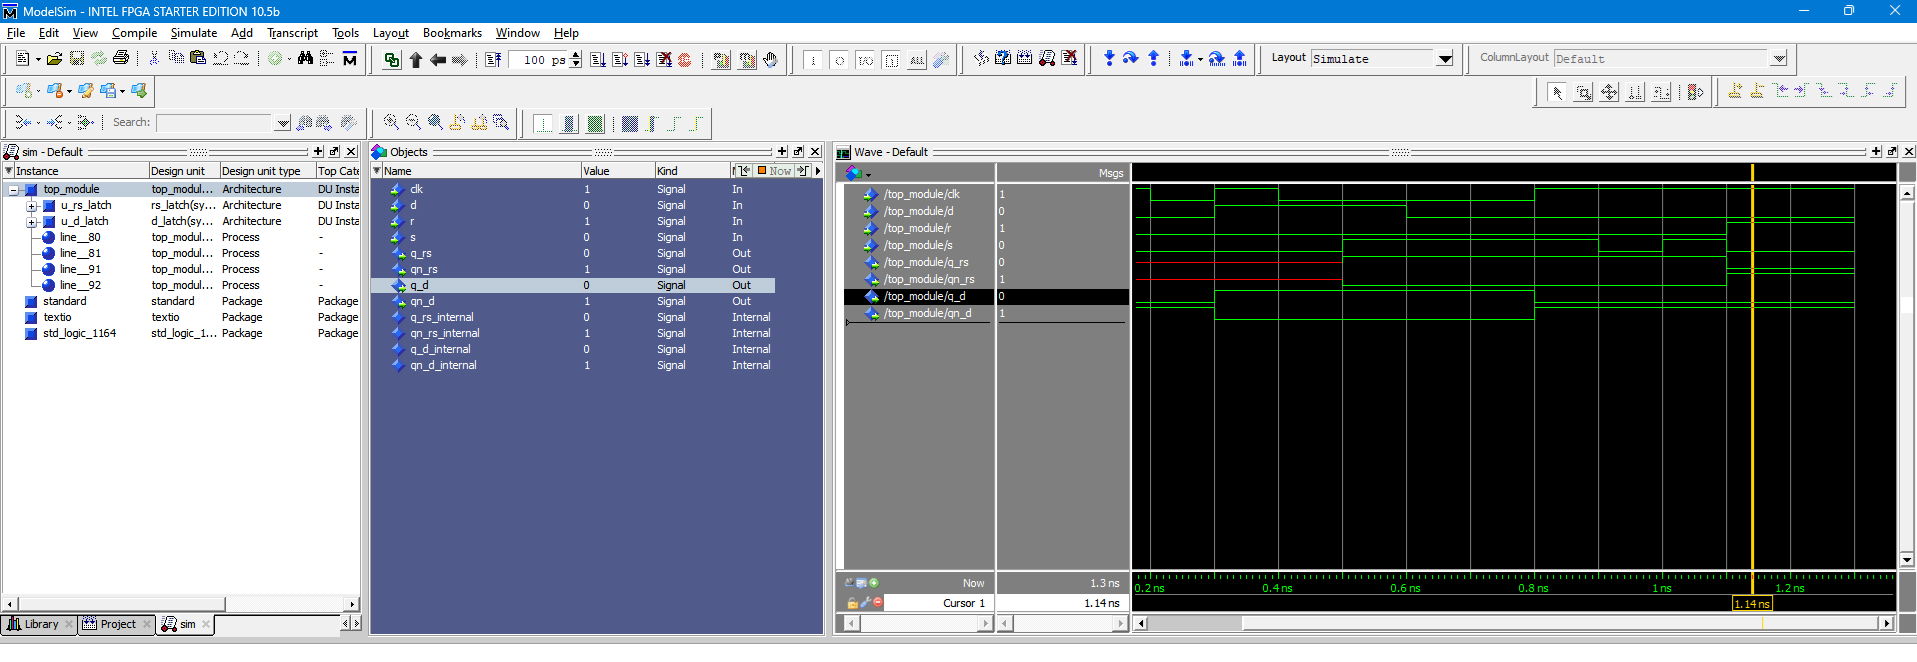 ModelSim - INTEL FPGA STARTER EDITION 10.5b
File Edit View Compile Simulate Add Transcript Tools Layout Bookmarks Window Help
100 ps
ALL
Layout Simulate
ColumnLayout Default
Search:
sim - Default
Instance Design unit Design unit type Top Cate
top_module top_modul... Architecture DU Insta
u_rs_latch rs_latch(sy... Architecture DU Insta
u_d_latch d_latch(sy... Architecture DU Insta
line__80 top_modul... Process -
line__81 top_modul... Process -
line__91 top_modul... Process -
line__92 top_modul... Process -
standard standard Package Package
textio textio Package Package
std_logic_1164 std_logic_1... Package Package
Library Project sim
Objects
Name Value Kind Now
clk 1 Signal In
d 0 Signal In
r 1 Signal In
s 0 Signal In
q_rs 0 Signal Out
qn_rs 1 Signal Out
q_d 0 Signal Out
qn_d 1 Signal Out
q_rs_internal 0 Signal Internal
qn_rs_internal 1 Signal Internal
q_d_internal 0 Signal Internal
qn_d_internal 1 Signal Internal
Wave - Default
Msgs
/top_module/clk 1
/top_module/d 0
/top_module/r 1
/top_module/s 0
/top_module/q_rs 0
/top_module/qn_rs 1
/top_module/q_d 0
/top_module/qn_d 1
Now 1.3 ns
0.2 ns 0.4 ns 0.6 ns 0.8 ns 1 ns 1.2 ns
Cursor 1 1.14 ns
1.14 ns